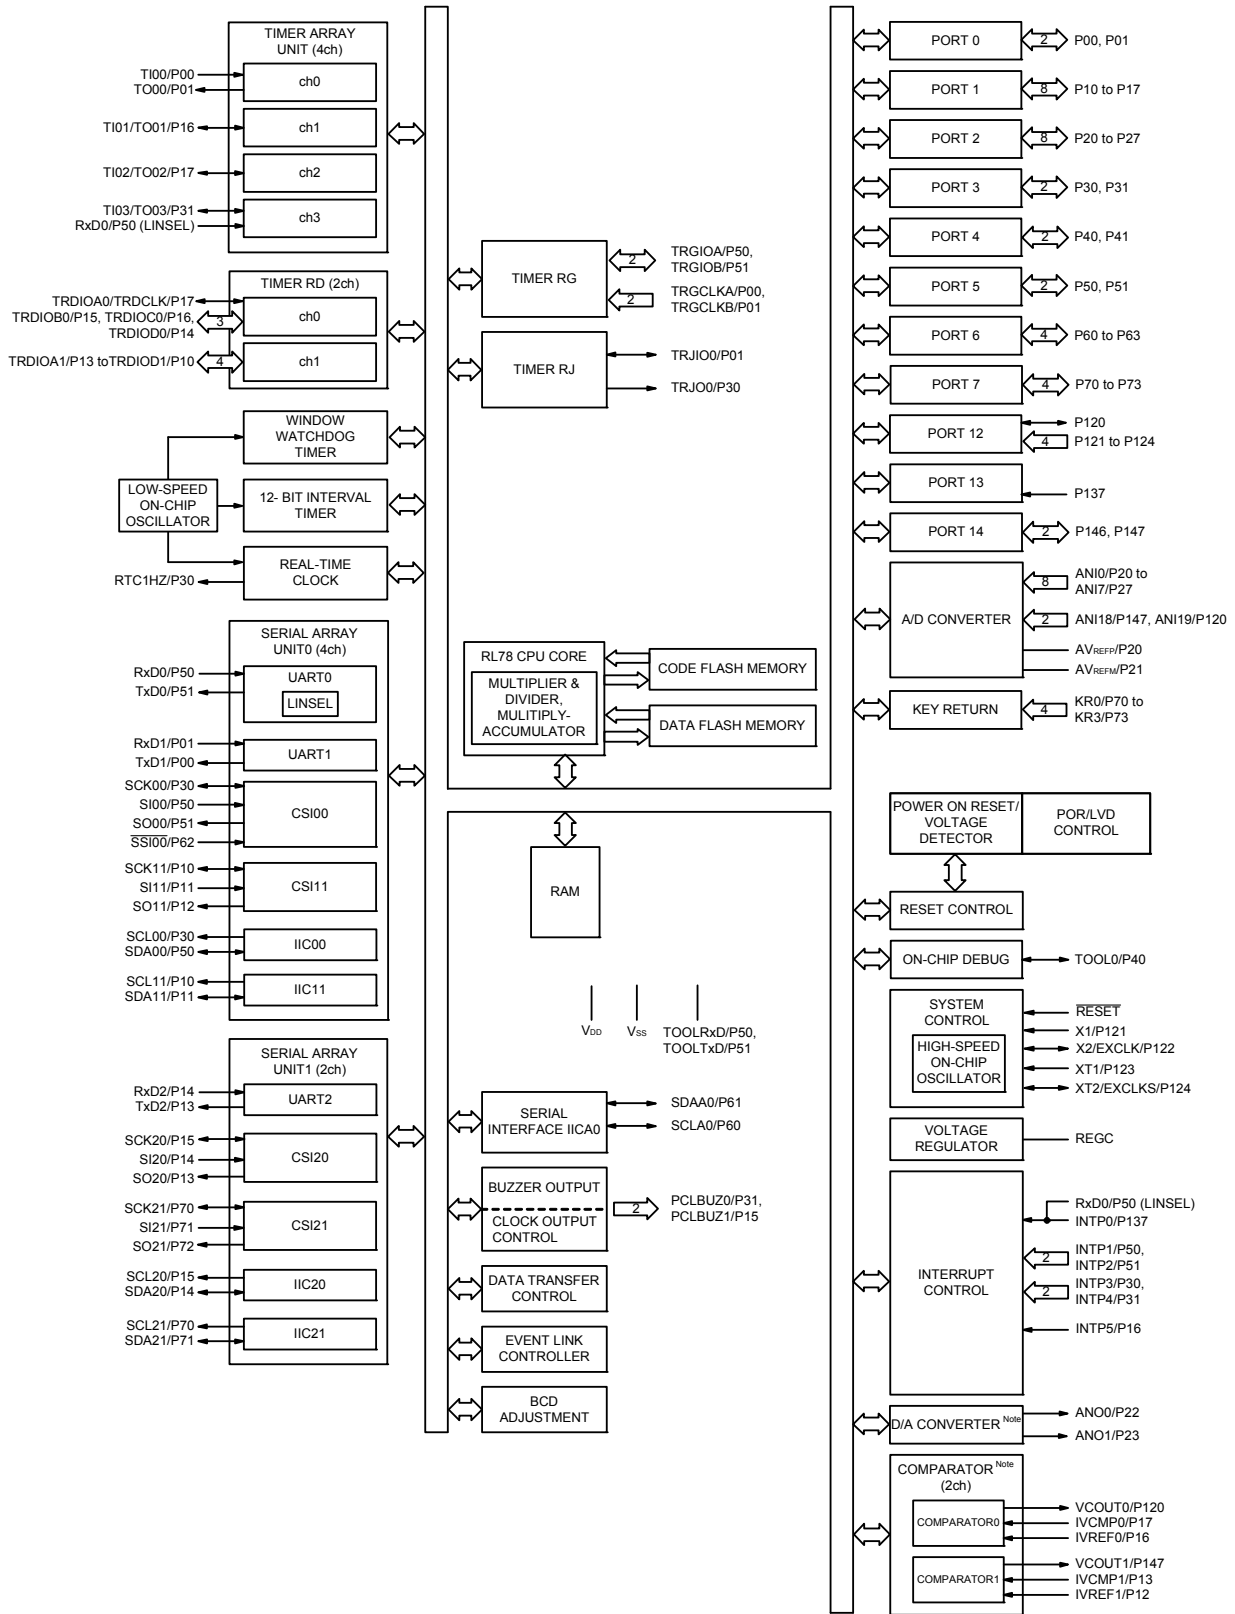 TIMER ARRAY
UNIT (4ch)
TI00/P00
TO00/P01
ch0
TI01/TO01/P16
ch1
TI02/TO02/P17
ch2
TI03/TO03/P31
RxD0/P50 (LINSEL)
ch3
TIMER RD (2ch)
TRDIOA0/TRDCLK/P17
TRDIOB0/P15, TRDIOC0/P16,
TRDIOD0/P14
3
ch0
TRDIOA1/P13 toTRDIOD1/P10
4
ch1
WINDOW
WATCHDOG
TIMER
LOW-SPEED
ON-CHIP
OSCILLATOR
12- BIT INTERVAL
TIMER
REAL-TIME
CLOCK
RTC1HZ/P30
SERIAL ARRAY
UNIT0 (4ch)
RxD0/P50
TxD0/P51
UART0
LINSEL
RxD1/P01
TxD1/P00
UART1
SCK00/P30
SI00/P50
SO00/P51
SSI00/P62
CSI00
SCK11/P10
SI11/P11
SO11/P12
CSI11
SCL00/P30
SDA00/P50
IIC00
SCL11/P10
SDA11/P11
IIC11
SERIAL ARRAY
UNIT1 (2ch)
RxD2/P14
TxD2/P13
UART2
SCK20/P15
SI20/P14
SO20/P13
CSI20
SCK21/P70
SI21/P71
SO21/P72
CSI21
SCL20/P15
SDA20/P14
IIC20
SCL21/P70
SDA21/P71
IIC21
TIMER RG
2
TRGIOA/P50,
TRGIOB/P51
2
TRGCLKA/P00,
TRGCLKB/P01
TIMER RJ
TRJIO0/P01
TRJO0/P30
RL78 CPU CORE
MULTIPLIER &
DIVIDER,
MULITIPLY-
ACCUMULATOR
CODE FLASH MEMORY
DATA FLASH MEMORY
RAM
VDD
VSS
TOOLRxD/P50,
TOOLTxD/P51
SERIAL
INTERFACE IICA0
SDAA0/P61
SCLA0/P60
BUZZER OUTPUT
CLOCK OUTPUT
CONTROL
2
PCLBUZ0/P31,
PCLBUZ1/P15
DATA TRANSFER
CONTROL
EVENT LINK
CONTROLLER
BCD
ADJUSTMENT
PORT 0
2
P00, P01
PORT 1
8
P10 to P17
PORT 2
8
P20 to P27
PORT 3
2
P30, P31
PORT 4
2
P40, P41
PORT 5
2
P50, P51
PORT 6
4
P60 to P63
PORT 7
4
P70 to P73
PORT 12
P120
4
P121 to P124
PORT 13
P137
PORT 14
2
P146, P147
A/D CONVERTER
8
ANI0/P20 to
ANI7/P27
2
ANI18/P147, ANI19/P120
AVREFP/P20
AVREFM/P21
KEY RETURN
4
KR0/P70 to
KR3/P73
POWER ON RESET/
VOLTAGE
DETECTOR
POR/LVD
CONTROL
RESET CONTROL
ON-CHIP DEBUG
TOOL0/P40
SYSTEM
CONTROL
HIGH-SPEED
ON-CHIP
OSCILLATOR
RESET
X1/P121
X2/EXCLK/P122
XT1/P123
XT2/EXCLKS/P124
VOLTAGE
REGULATOR
REGC
INTERRUPT
CONTROL
RxD0/P50 (LINSEL)
INTP0/P137
2
INTP1/P50,
INTP2/P51
2
INTP3/P30,
INTP4/P31
INTP5/P16
D/A CONVERTER Note
ANO0/P22
ANO1/P23
COMPARATOR Note
(2ch)
COMPARATOR0
VCOUT0/P120
IVCMP0/P17
IVREF0/P16
COMPARATOR1
VCOUT1/P147
IVCMP1/P13
IVREF1/P12